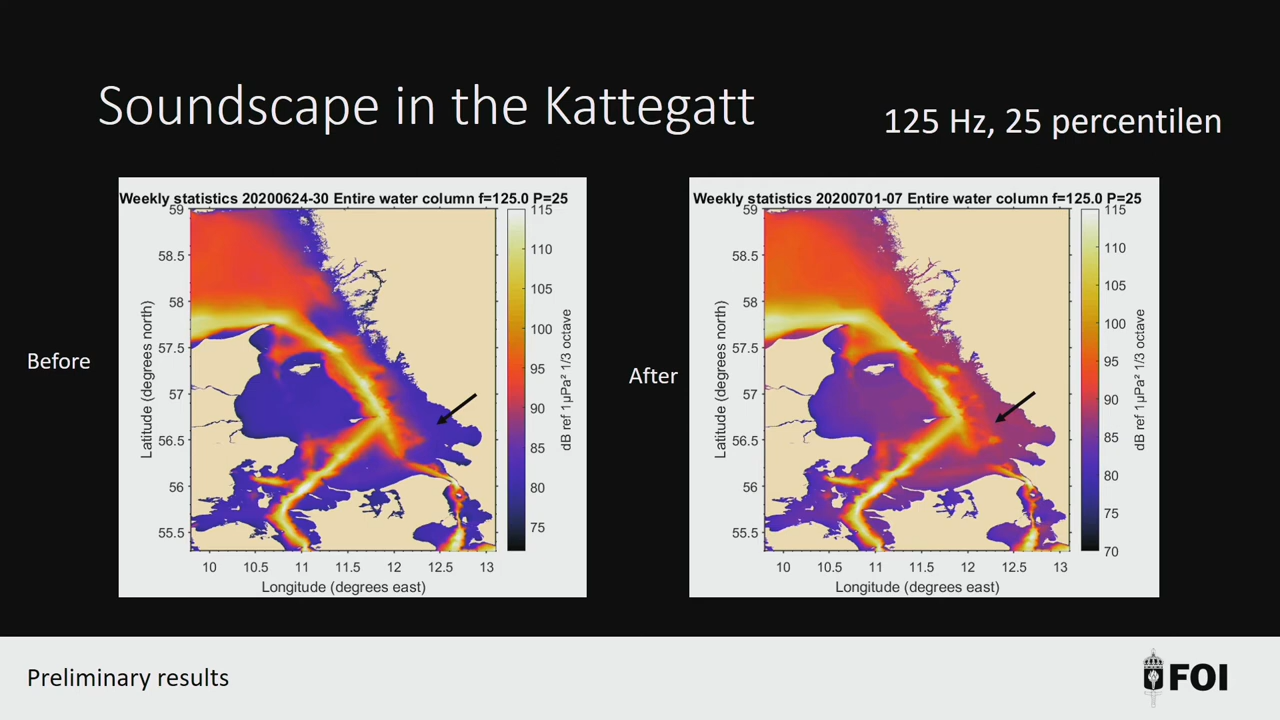 Soundscape in the Kattegatt
125 Hz, 25 percentilen
Before
Weekly statistics 20200624-30 Entire water column f=125.0 P=25
59
58.5
58
57.5
57
56.5
56
55.5
Latitude (degrees north)
10 10.5 11 11.5 12 12.5 13
Longitude (degrees east)
115
110
105
100
95
90
85
80
75
dB ref 1 µPa² 1/3 octave
After
Weekly statistics 20200701-07 Entire water column f=125.0 P=25
59
58.5
58
57.5
57
56.5
56
55.5
Latitude (degrees north)
10 10.5 11 11.5 12 12.5 13
Longitude (degrees east)
115
110
105
100
95
90
85
80
75
70
dB ref 1 µPa² 1/3 octave
Preliminary results
FOI